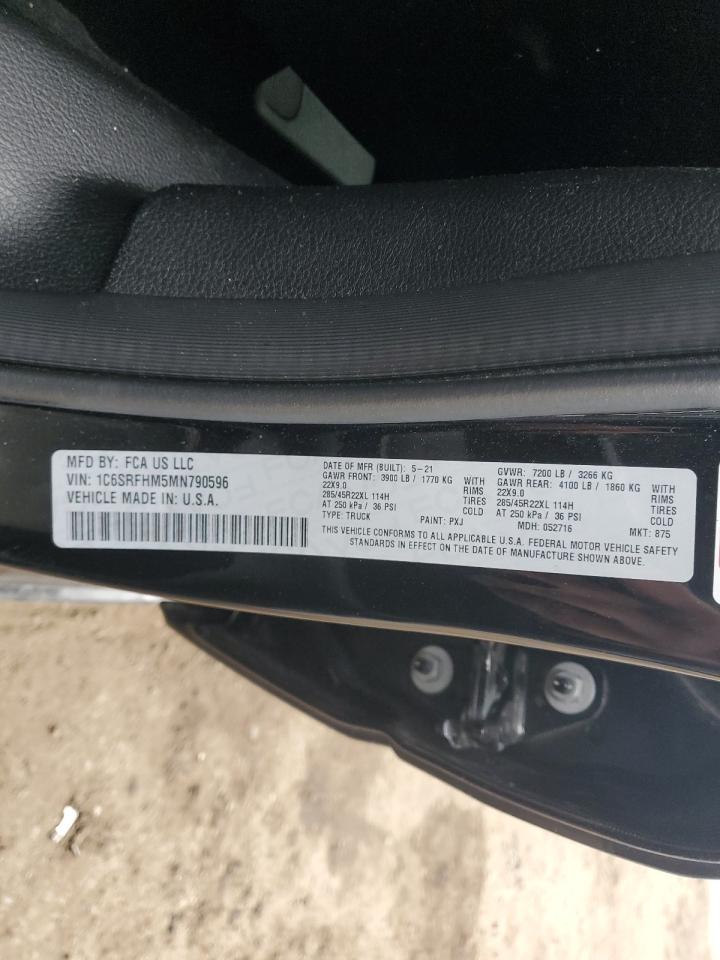 MFD BY: FCA US LLC
VIN: 1C6SRFHM5MN790596
VEHICLE MADE IN: U.S.A.
DATE OF MFR (BUILT): 5-21
GAWR FRONT: 3900 LB / 1770 KG WITH
22X9.0 RIMS
285/45R22XL 114H TIRES
AT 250 kPa / 36 PSI COLD
TYPE: TRUCK PAINT: PXJ
GVWR: 7200 LB / 3266 KG
GAWR REAR: 4100 LB / 1860 KG WITH
22X9.0 RIMS
285/45R22XL 114H TIRES
AT 250 kPa / 36 PSI COLD
MDH: 052716 MKT: 875
THIS VEHICLE CONFORMS TO ALL APPLICABLE U.S.A. FEDERAL MOTOR VEHICLE SAFETY
STANDARDS IN EFFECT ON THE DATE OF MANUFACTURE SHOWN ABOVE.